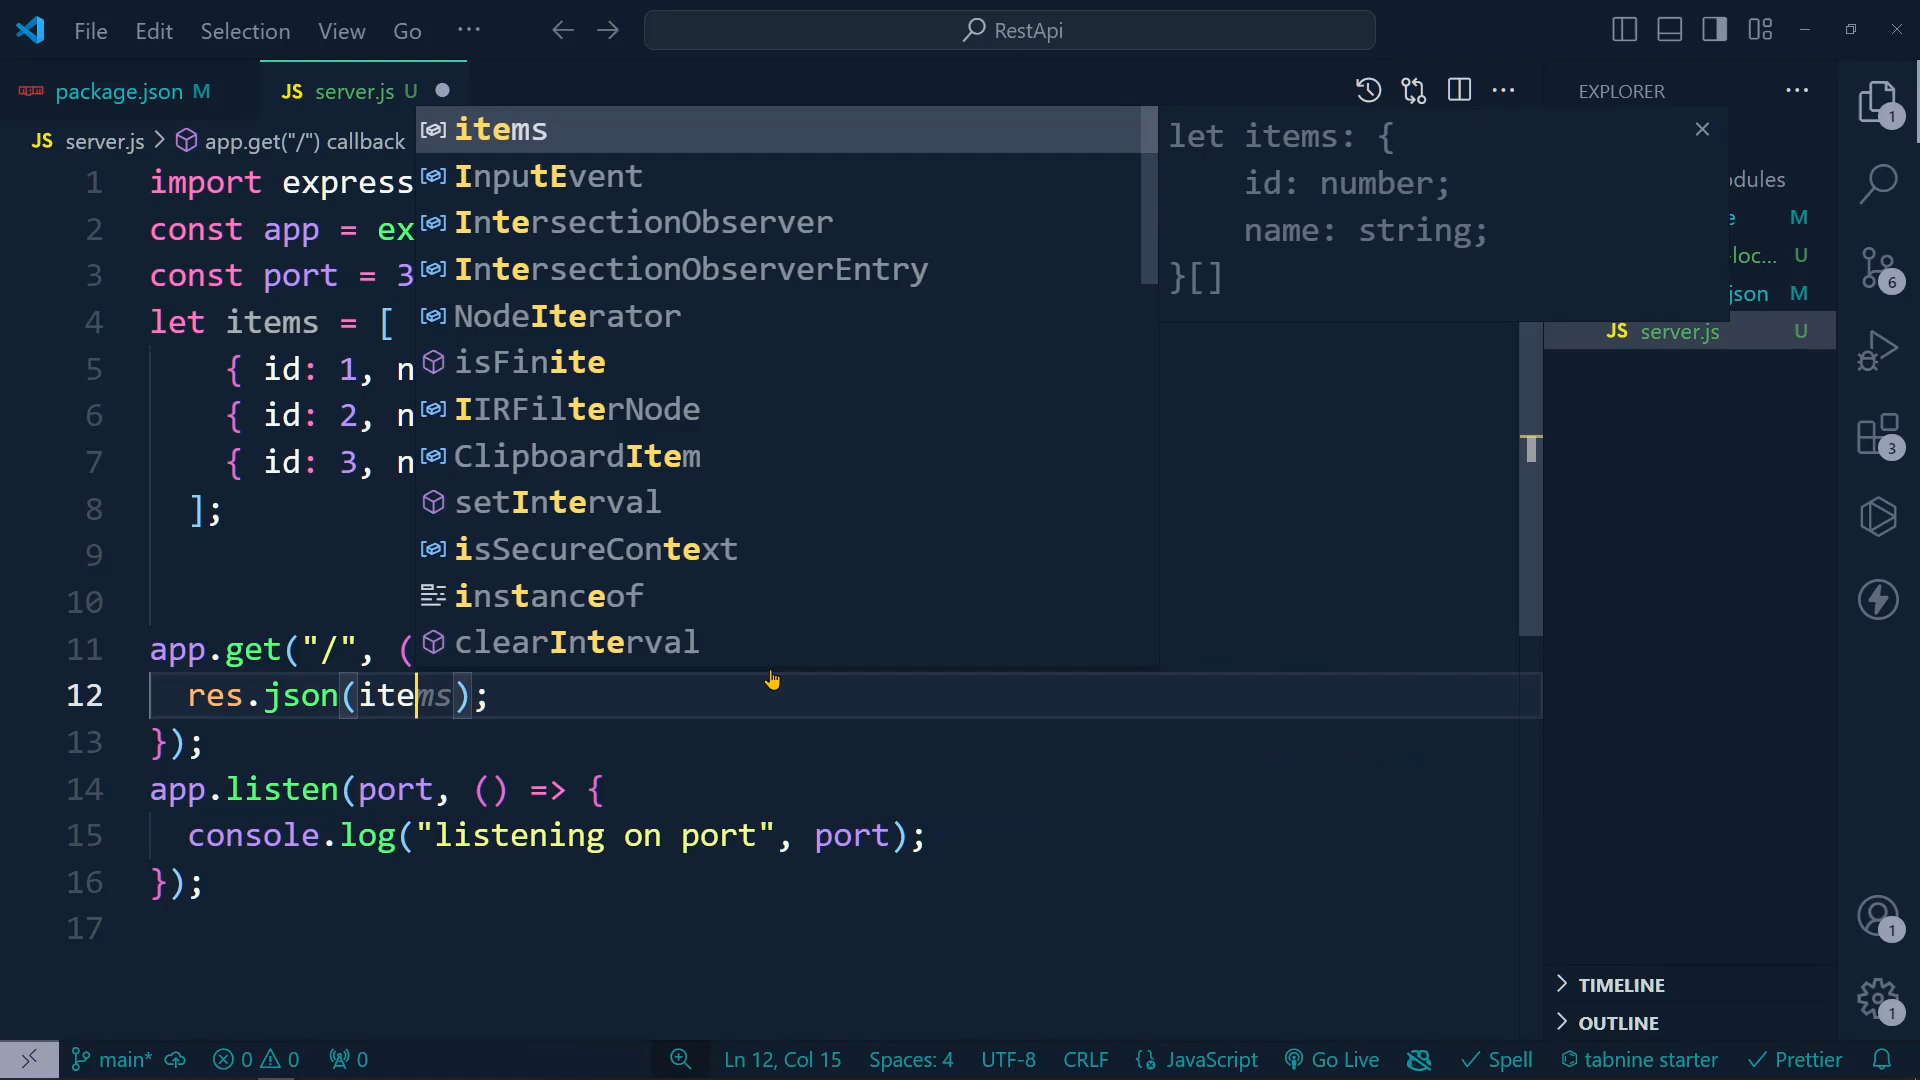 File Edit Selection View Go ··· RestApi
package.json M JS server.js U EXPLORER ···
JS server.js > app.get("/") callback
1 import express
2 const app = ex
3 const port = 3
4 let items = [
5 { id: 1, n
6 { id: 2, n
7 { id: 3, n
8 ];
9
10
11 app.get("/", (
12 res.json(items);
13 });
14 app.listen(port, () => {
15 console.log("listening on port", port);
16 });
17
items
InputEvent
IntersectionObserver
IntersectionObserverEntry
NodeIterator
isFinite
IIRFilterNode
ClipboardItem
setInterval
isSecureContext
instanceof
clearInterval
let items: {
id: number;
name: string;
}[]
dules
e M
-loc... U
json M
JS server.js U
1
6
3
1
1
TIMELINE
OUTLINE
main* 0 0 0 Ln 12, Col 15 Spaces: 4 UTF-8 CRLF JavaScript Go Live Spell tabnine starter Prettier